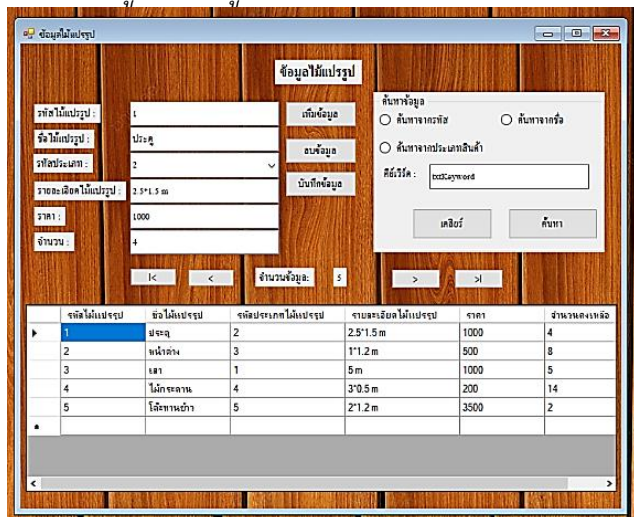 ข้อมูลไม้แปรรูป
ข้อมูลไม้แปรรูป
รหัสไม้แปรรูป : 1 เพิ่มข้อมูล
ชื่อไม้แปรรูป : ประตู ลบข้อมูล
รหัสประเภท : 2
รายละเอียดไม้แปรรูป : 2.5*1.5 m บันทึกข้อมูล
ราคา : 1000
จำนวน : 4
ค้นหาข้อมูล
ค้นหาจากรหัส ค้นหาจากชื่อ
ค้นหาจากประเภทสินค้า
คีย์เวิร์ด : txtKeyword
เคลียร์ ค้นหา
|< < จำนวนข้อมูล: 5 > >|
รหัสไม้แปรรูป ชื่อไม้แปรรูป รหัสประเภทไม้แปรรูป รายละเอียดไม้แปรรูป ราคา จำนวนคงเหลือ
1 ประตู 2 2.5*1.5 m 1000 4
2 หน้าต่าง 3 1*1.2 m 500 8
3 เสา 1 5 m 1000 5
4 ไม้กระดาน 4 3*0.5 m 200 14
5 โต๊ะทานข้าว 5 2*1.2 m 3500 2